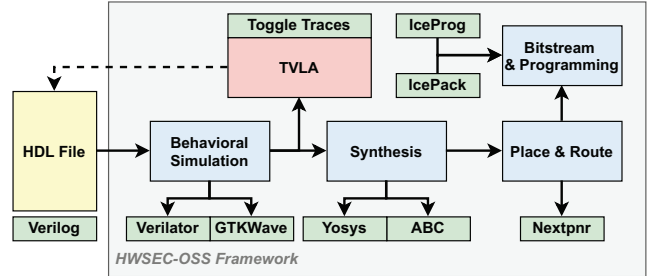 Toggle Traces
TVLA
IceProg
IcePack
Bitstream
& Programming
HDL File
Behavioral
Simulation
Synthesis
Place & Route
Verilog
Verilator
GTKWave
Yosys
ABC
Nextpnr
HWSEC-OSS Framework